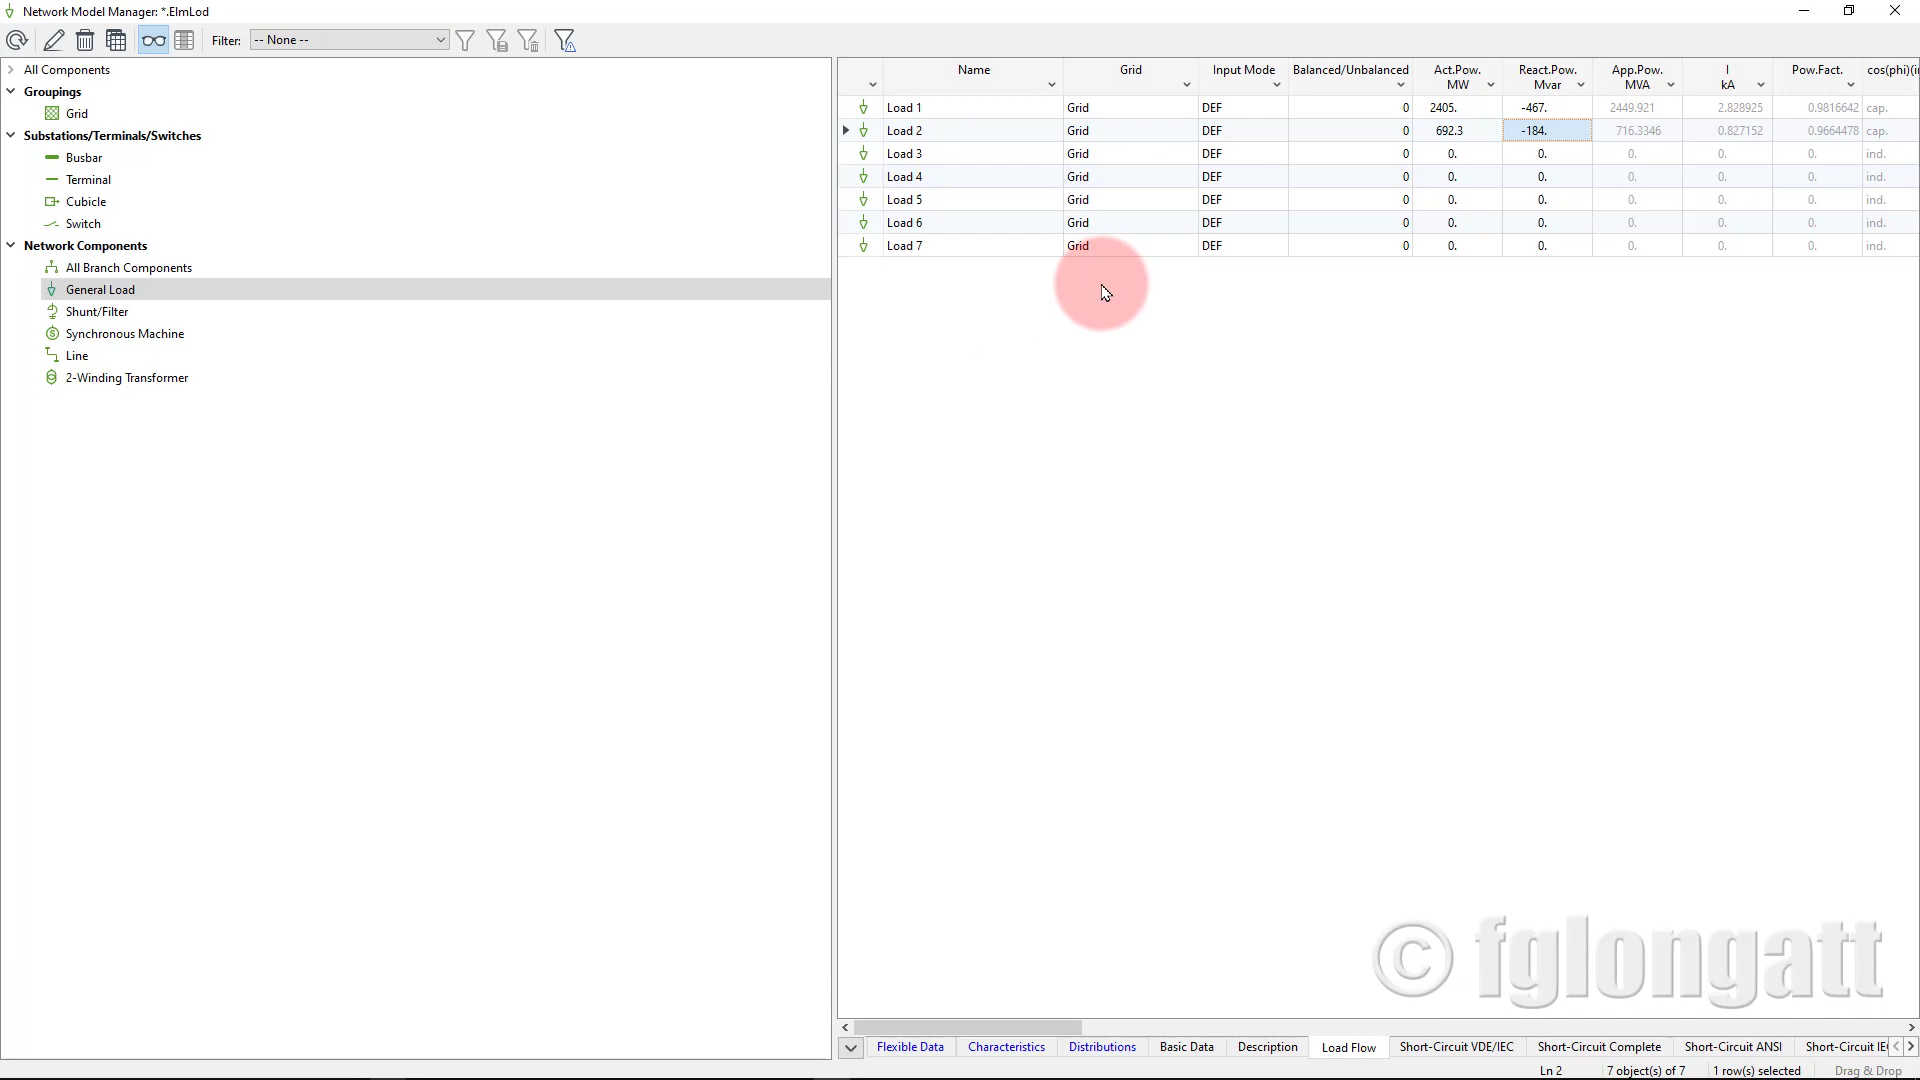 Network Model Manager: *.ElmLod
Filter: -- None --
All Components
Groupings
Grid
Substations/Terminals/Switches
Busbar
Terminal
Cubicle
Switch
Network Components
All Branch Components
General Load
Shunt/Filter
Synchronous Machine
Line
2-Winding Transformer
Name Grid Input Mode Balanced/Unbalanced Act.Pow. React.Pow. App.Pow. I Pow.Fact. cos(phi)(i
MW Mvar MVA kA
Load 1 Grid DEF 0 2405. -467. 2449.921 2.828925 0.9816642 cap.
Load 2 Grid DEF 0 692.3 -184. 716.3346 0.827152 0.9664478 cap.
Load 3 Grid DEF 0 0. 0. 0. 0. 0. ind.
Load 4 Grid DEF 0 0. 0. 0. 0. 0. ind.
Load 5 Grid DEF 0 0. 0. 0. 0. 0. ind.
Load 6 Grid DEF 0 0. 0. 0. 0. 0. ind.
Load 7 Grid DEF 0 0. 0. 0. 0. 0. ind.
© fglongatt
Flexible Data Characteristics Distributions Basic Data Description Load Flow Short-Circuit VDE/IEC Short-Circuit Complete Short-Circuit ANSI Short-Circuit IE
Ln 2 7 object(s) of 7 1 row(s) selected Drag & Drop